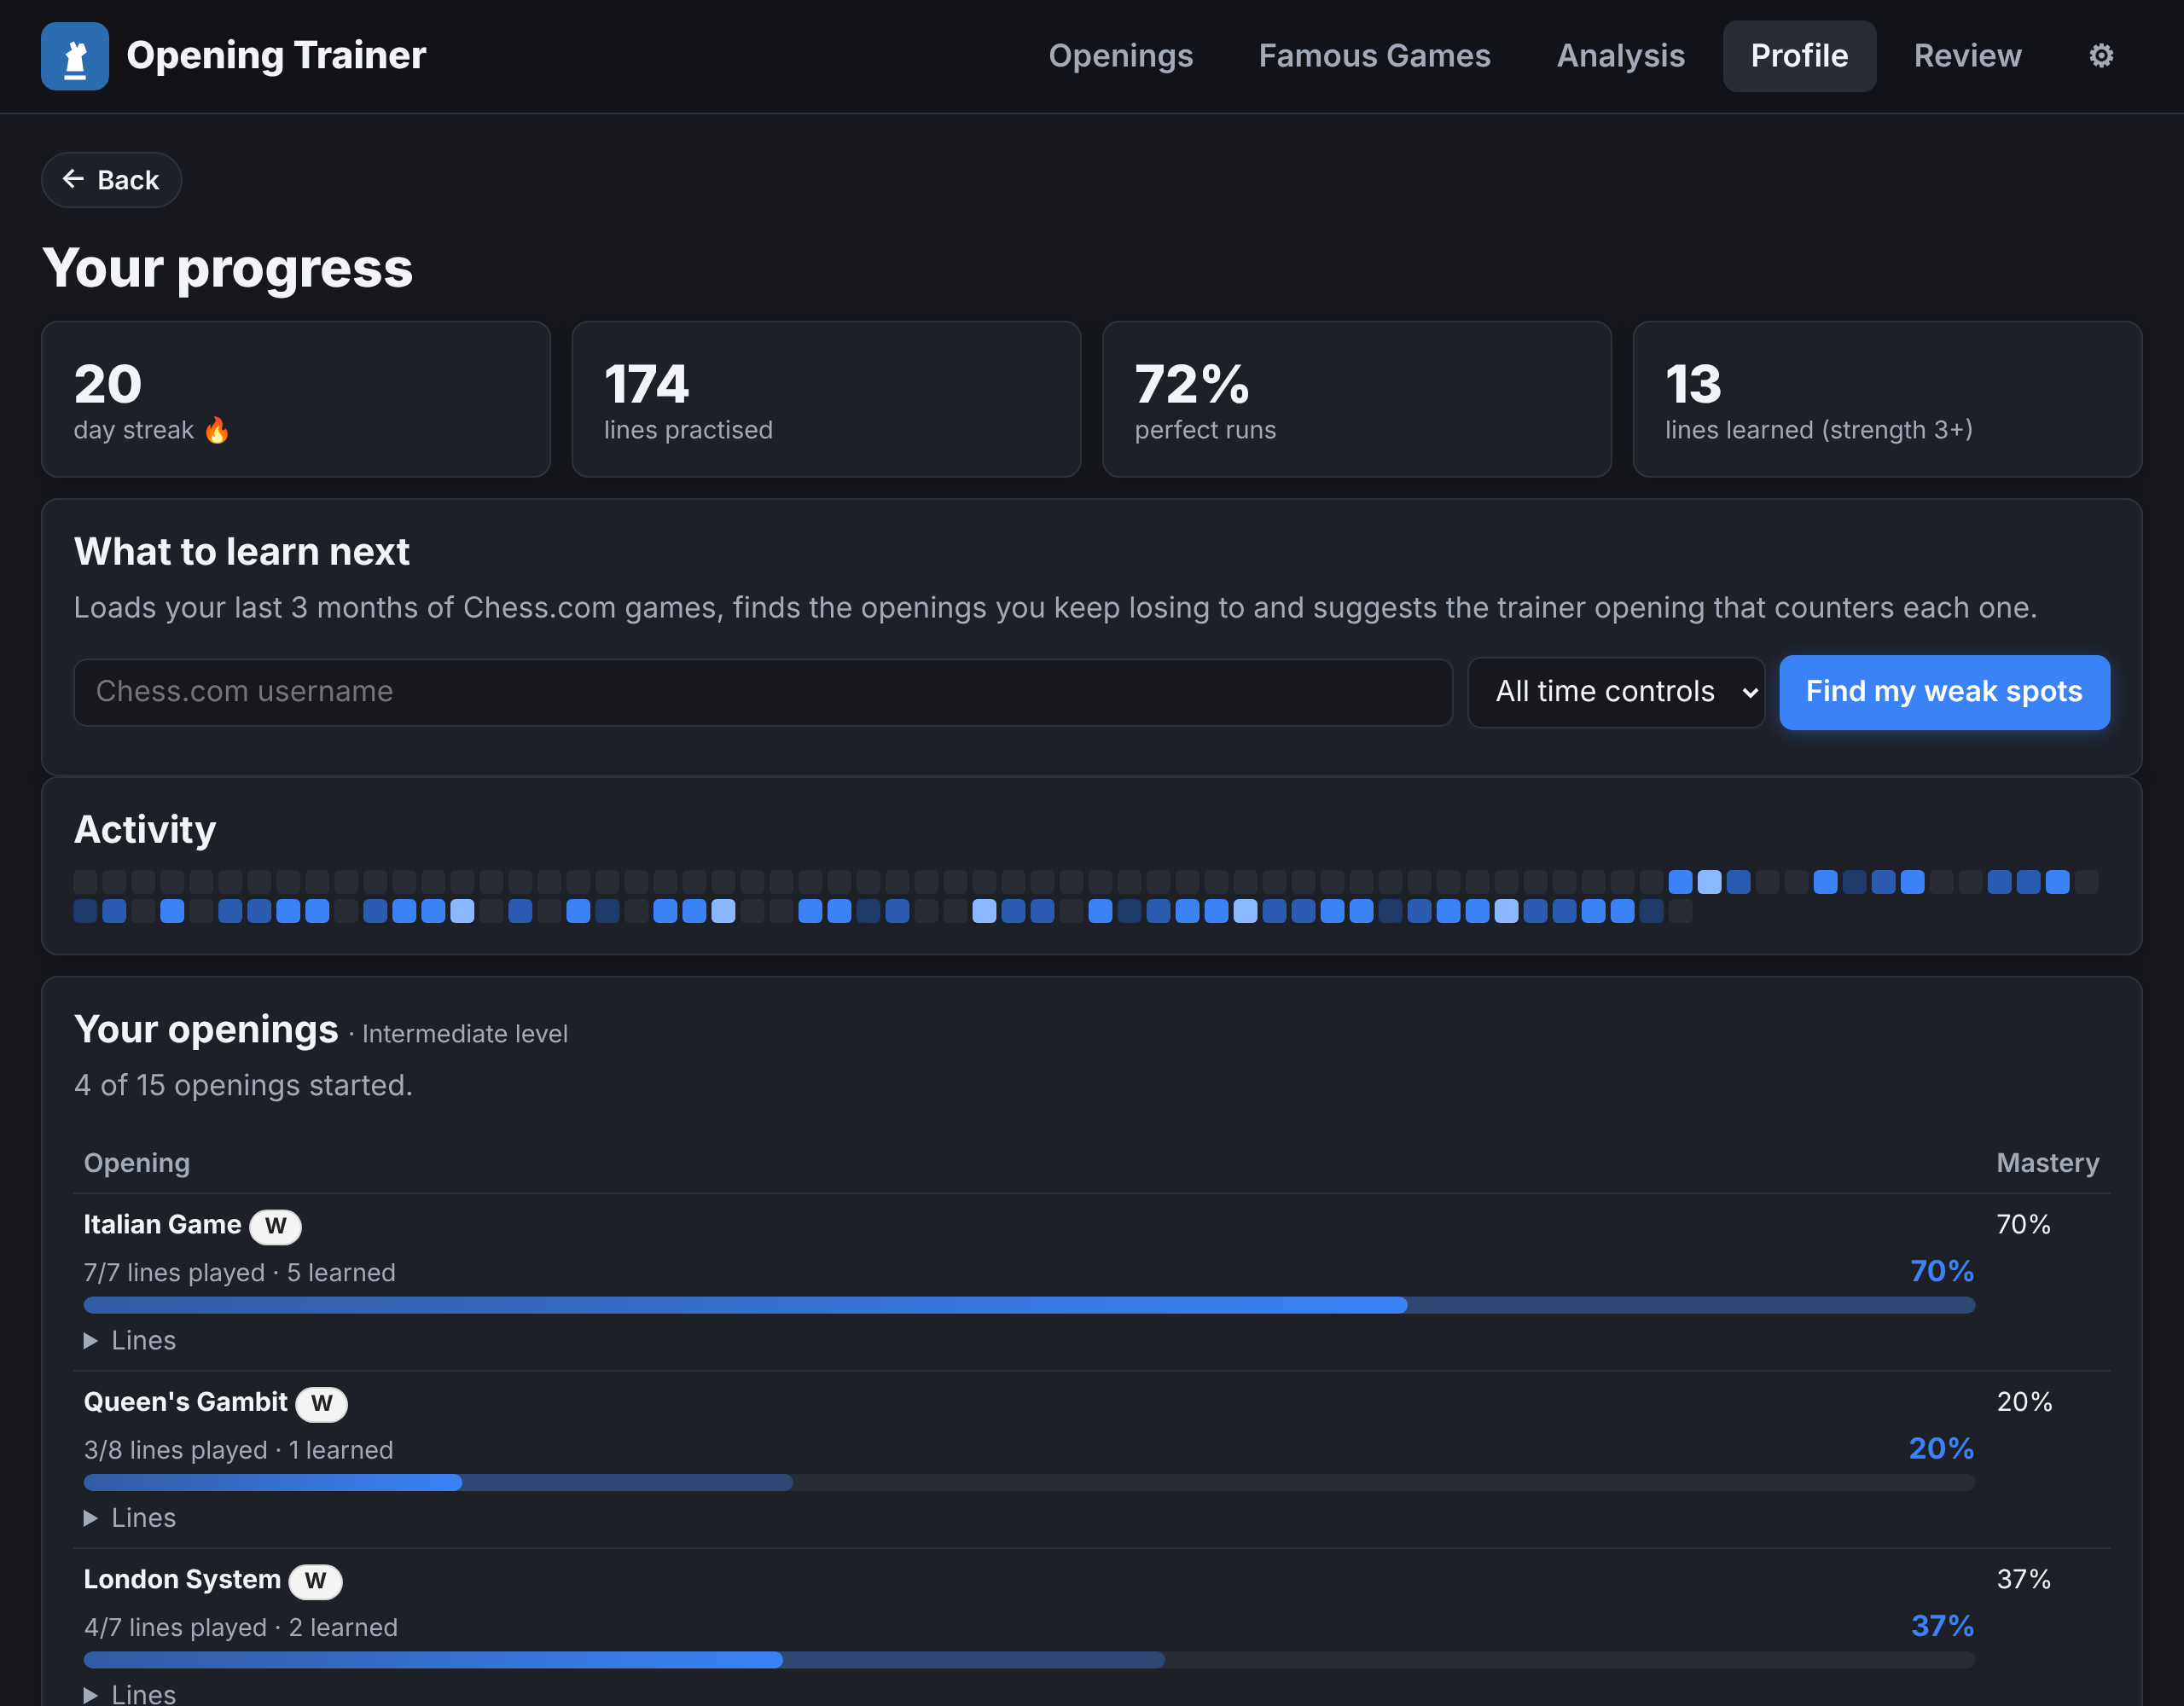 Opening Trainer
Openings Famous Games Analysis Profile Review ⚙
← Back
Your progress
20
day streak 🔥
174
lines practised
72%
perfect runs
13
lines learned (strength 3+)
What to learn next
Loads your last 3 months of Chess.com games, finds the openings you keep losing to and suggests the trainer opening that counters each one.
Chess.com username All time controls Find my weak spots
Activity
Your openings · Intermediate level
4 of 15 openings started.
Opening Mastery
Italian Game W 70%
7/7 lines played · 5 learned 70%
▶ Lines
Queen's Gambit W 20%
3/8 lines played · 1 learned 20%
▶ Lines
London System W 37%
4/7 lines played · 2 learned 37%
▶ Lines